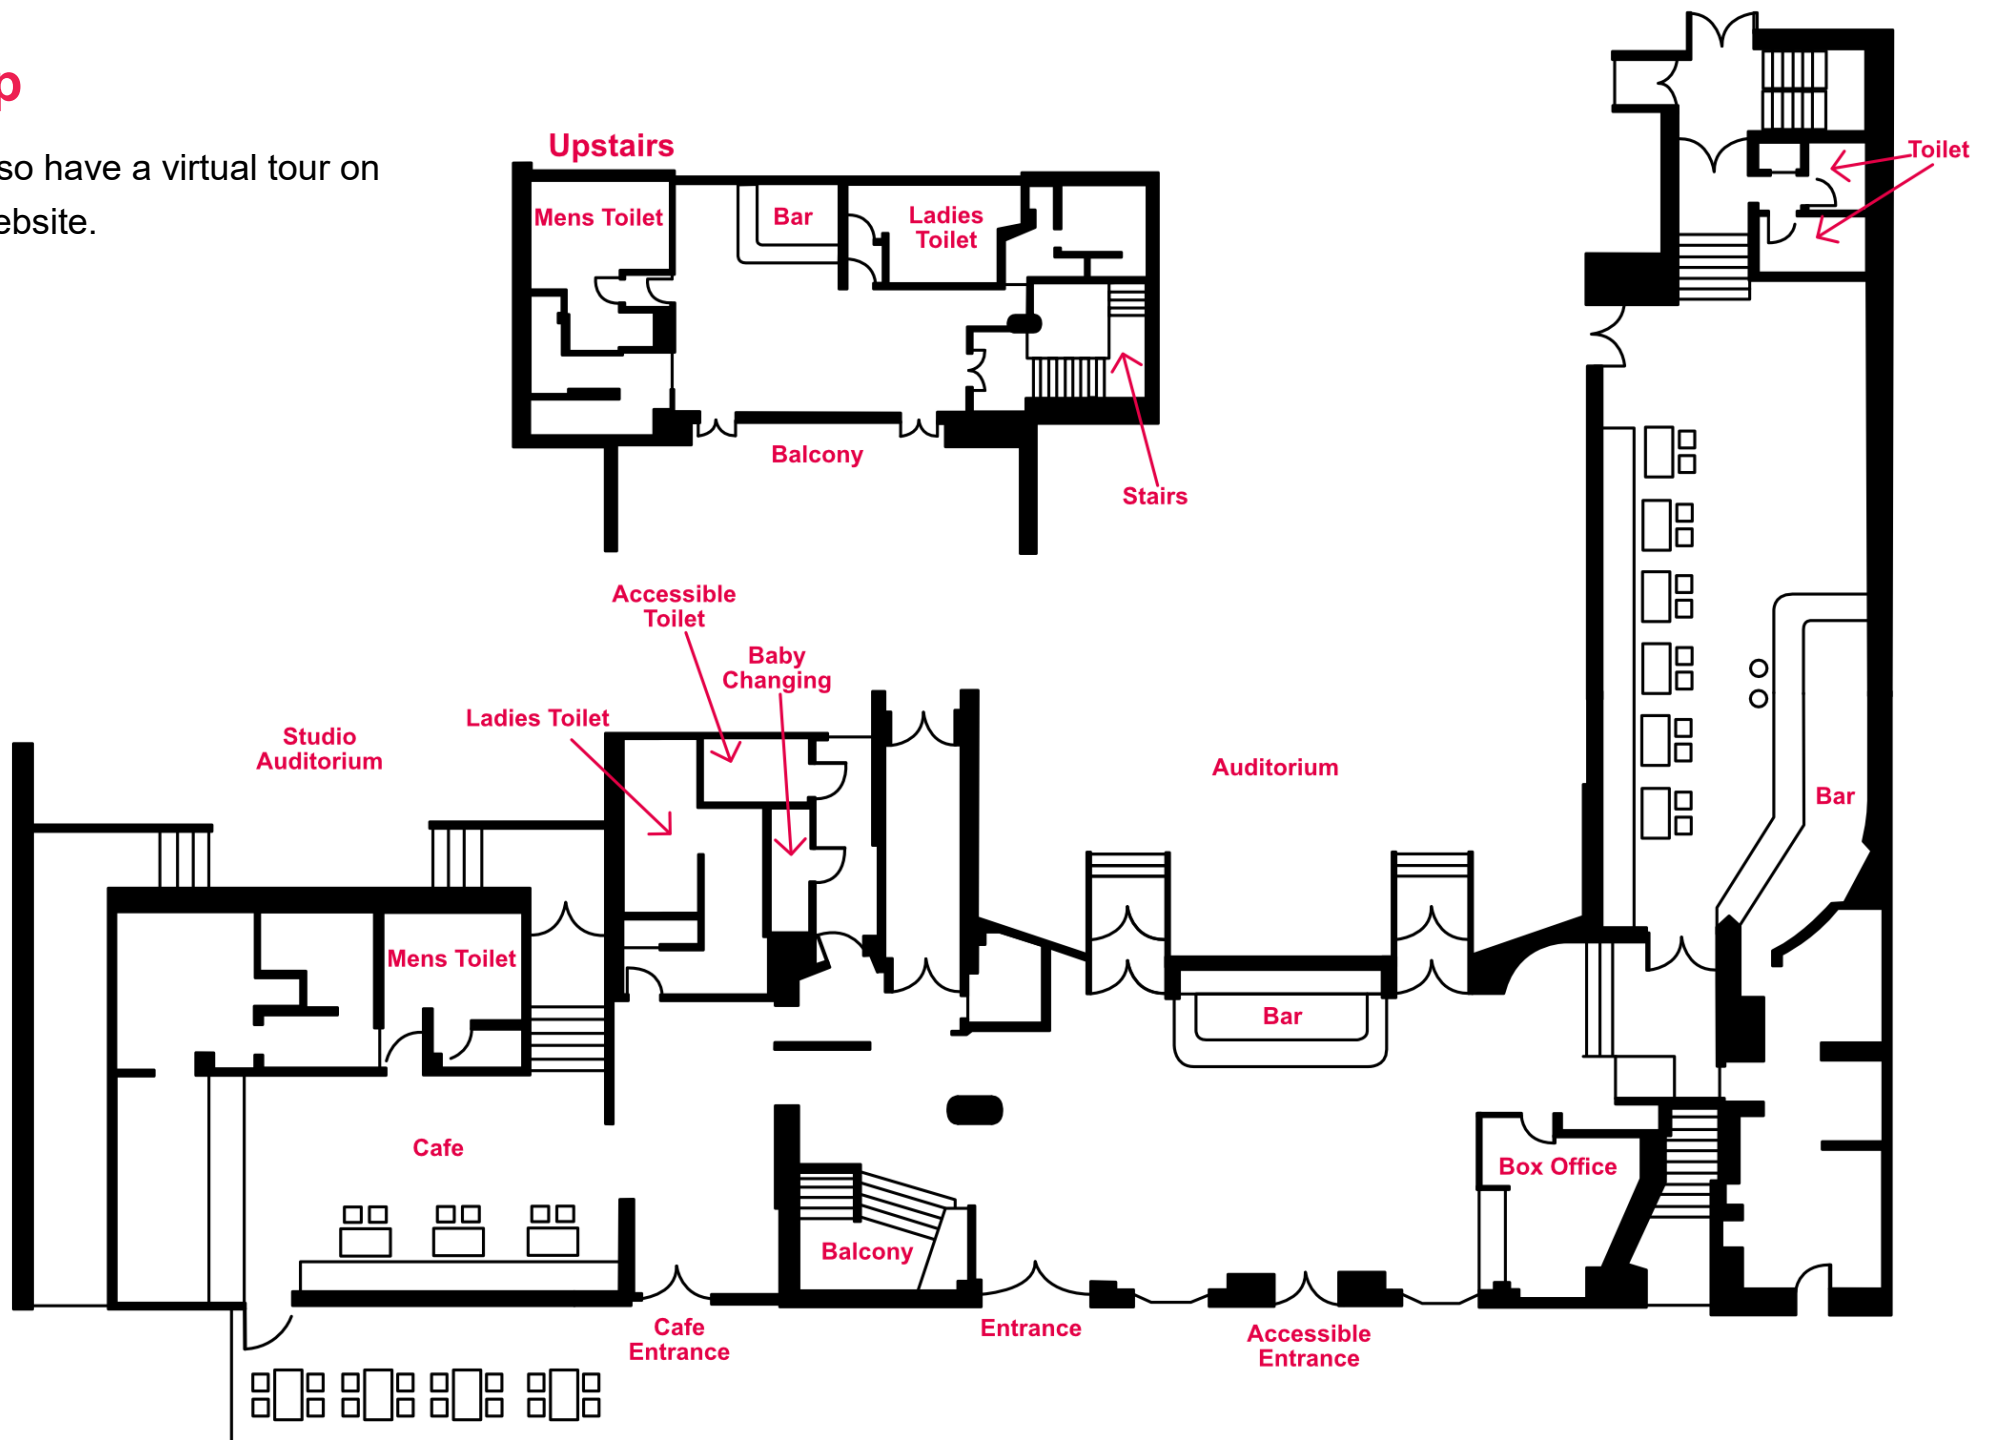 p
so have a virtual tour on
ebsite.
Upstairs
Mens Toilet
Bar
Ladies
Toilet
Balcony
Stairs
Toilet
Accessible
Toilet
Baby
Changing
Ladies Toilet
Studio
Auditorium
Auditorium
Bar
Mens Toilet
Bar
Cafe
Box Office
Balcony
Cafe
Entrance
Entrance
Accessible
Entrance